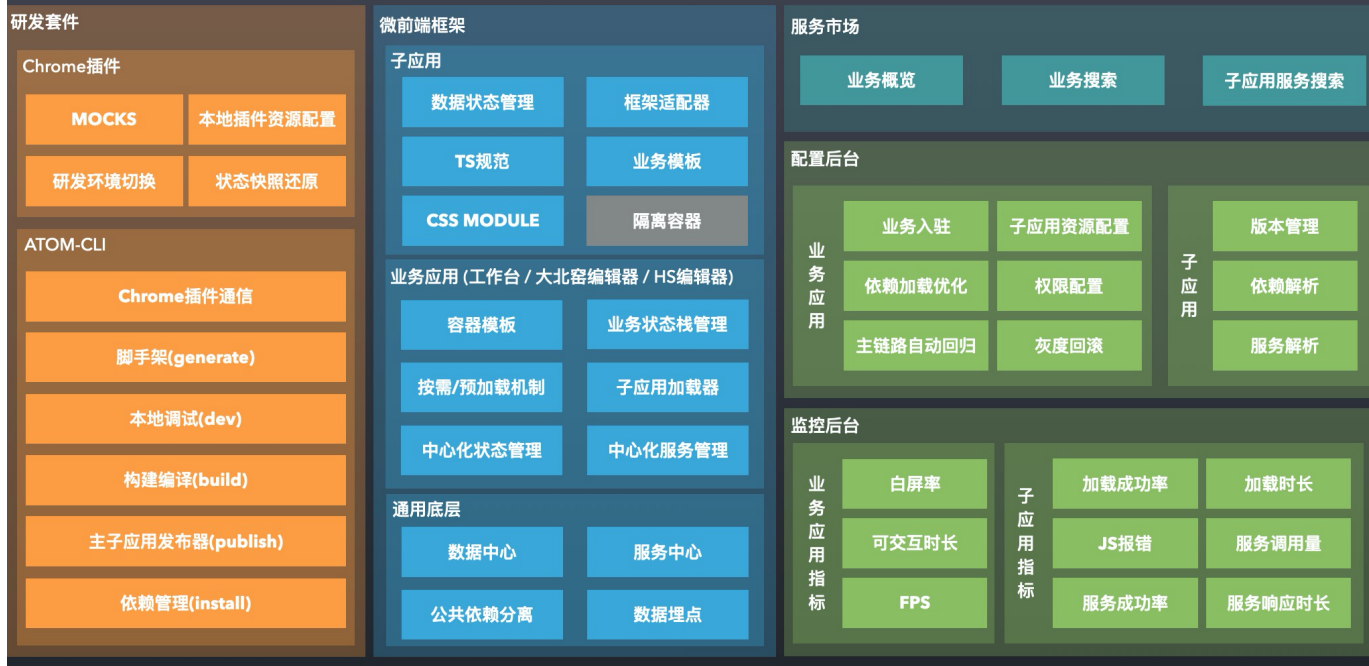 研发套件
Chrome插件
MOCKS
本地插件资源配置
研发环境切换
状态快照还原
ATOM-CLI
Chrome插件通信
脚手架(generate)
本地调试(dev)
构建编译(build)
主子应用发布器(publish)
依赖管理(install)
微前端框架
子应用
数据状态管理
框架适配器
TS规范
业务模板
CSS MODULE
隔离容器
业务应用 (工作台 / 大北窑编辑器 / HS编辑器)
容器模板
业务状态栈管理
按需/预加载机制
子应用加载器
中心化状态管理
中心化服务管理
通用底层
数据中心
服务中心
公共依赖分离
数据埋点
服务市场
业务概览
业务搜索
子应用服务搜索
配置后台
业务应用
业务入驻
子应用资源配置
依赖加载优化
权限配置
主链路自动回归
灰度回滚
子应用
版本管理
依赖解析
服务解析
监控后台
业务应用指标
白屏率
可交互时长
FPS
子应用指标
加载成功率
加载时长
JS报错
服务调用量
服务成功率
服务响应时长